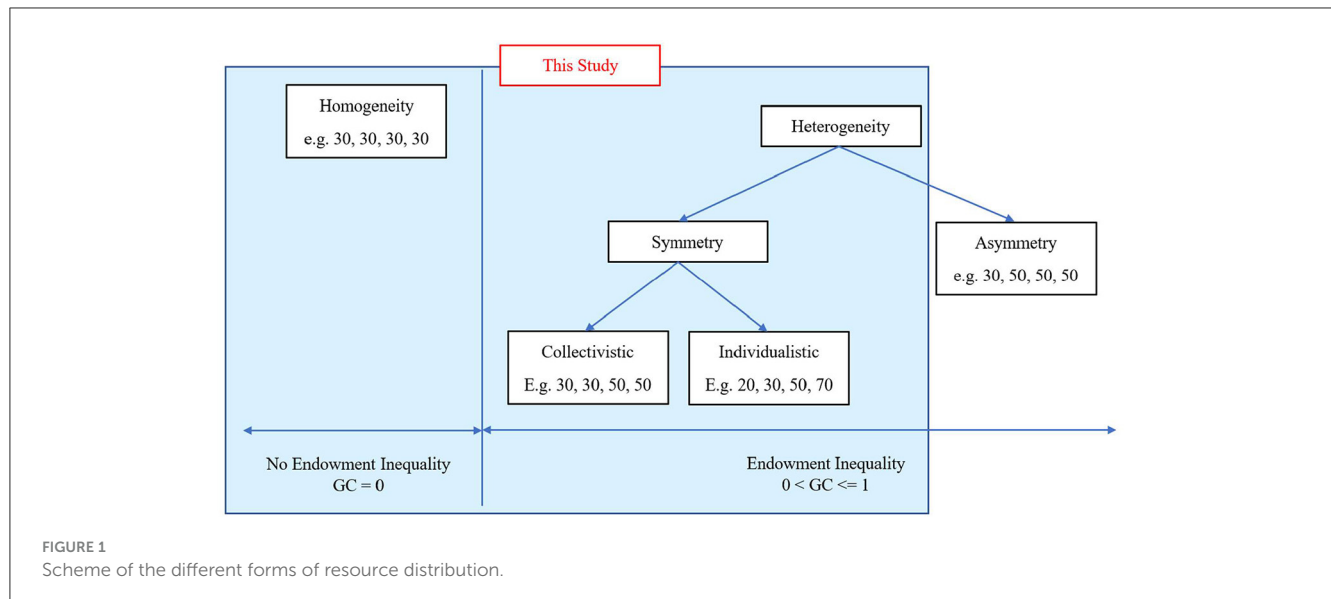 This Study
Homogeneity
e.g. 30, 30, 30, 30
Heterogeneity
Symmetry
Asymmetry
e.g. 30, 50, 50, 50
Collectivistic
E.g. 30, 30, 50, 50
Individualistic
E.g. 20, 30, 50, 70
No Endowment Inequality
GC = 0
Endowment Inequality
0 < GC <= 1
FIGURE 1
Scheme of the different forms of resource distribution.